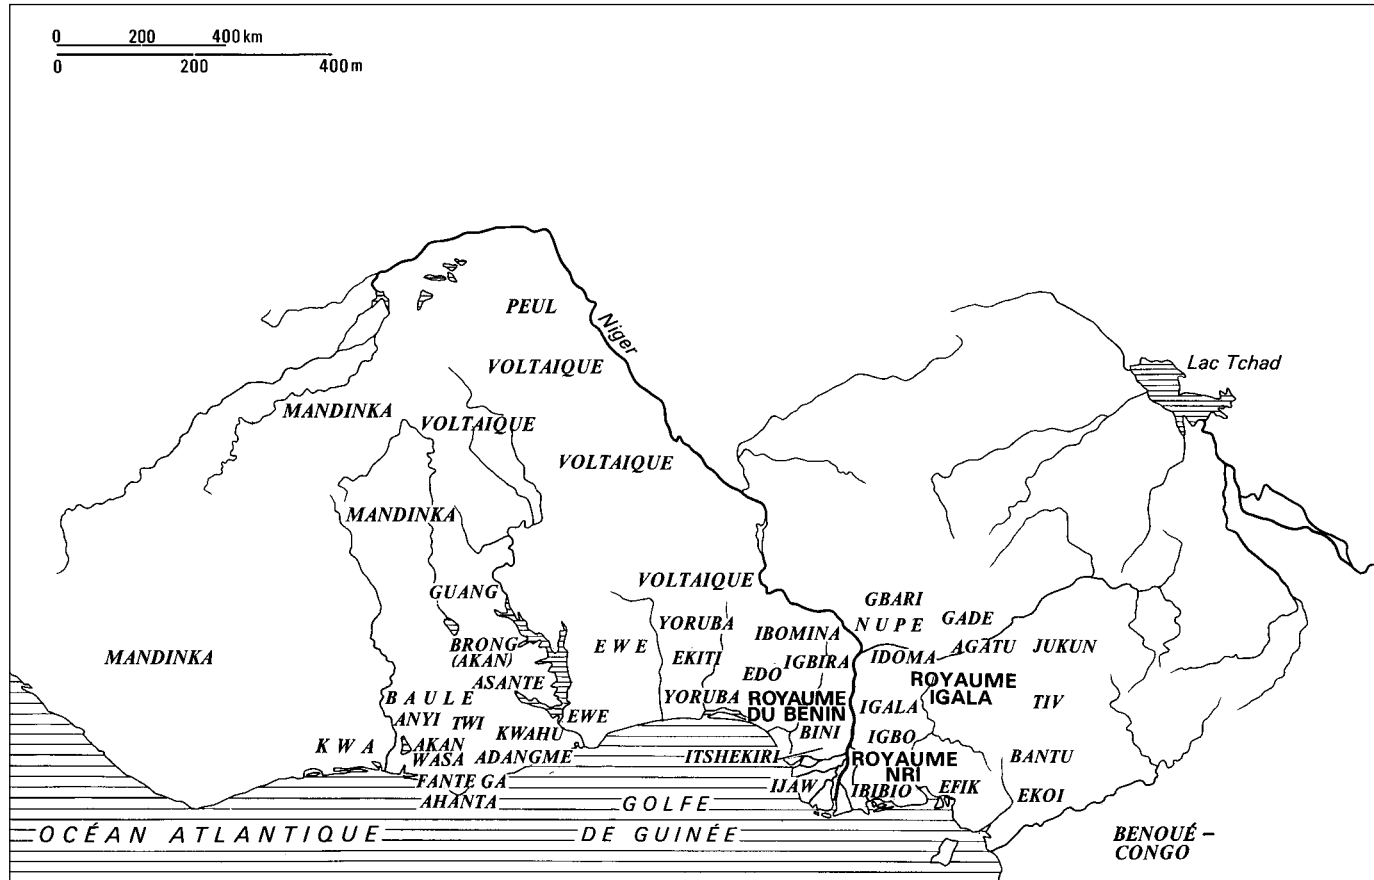 0 200 400 km
0 200 400 m
PEUL
Niger
VOLTAIQUE
Lac Tchad
MANDINKA
VOLTAIQUE
VOLTAIQUE
MANDINKA
VOLTAIQUE
GUANG
GBARI
YORUBA
IBOMINA
NUPE
GADE
BRONG
(AKAN)
EWE
EKITI
EDO
IGBIRA
IDOMA
AGATU
JUKUN
MANDINKA
ASANTE
ROYAUME
IGALA
BAULE
YORUBA
ROYAUME
DU BÉNIN
IGALA
TIV
ANYI
TWI
KWAHU
EWE
BINI
IGBO
KWA
AKAN
WASA
ADANGME
ITSHEKIRI
ROYAUME
NRI
BANTU
FANTE
GA
IJAW
IBIBIO
EFIK
EKOI
AHANTA
GOLFE
DE GUINÉE
OCÉAN ATLANTIQUE
BENOUÉ –
CONGO